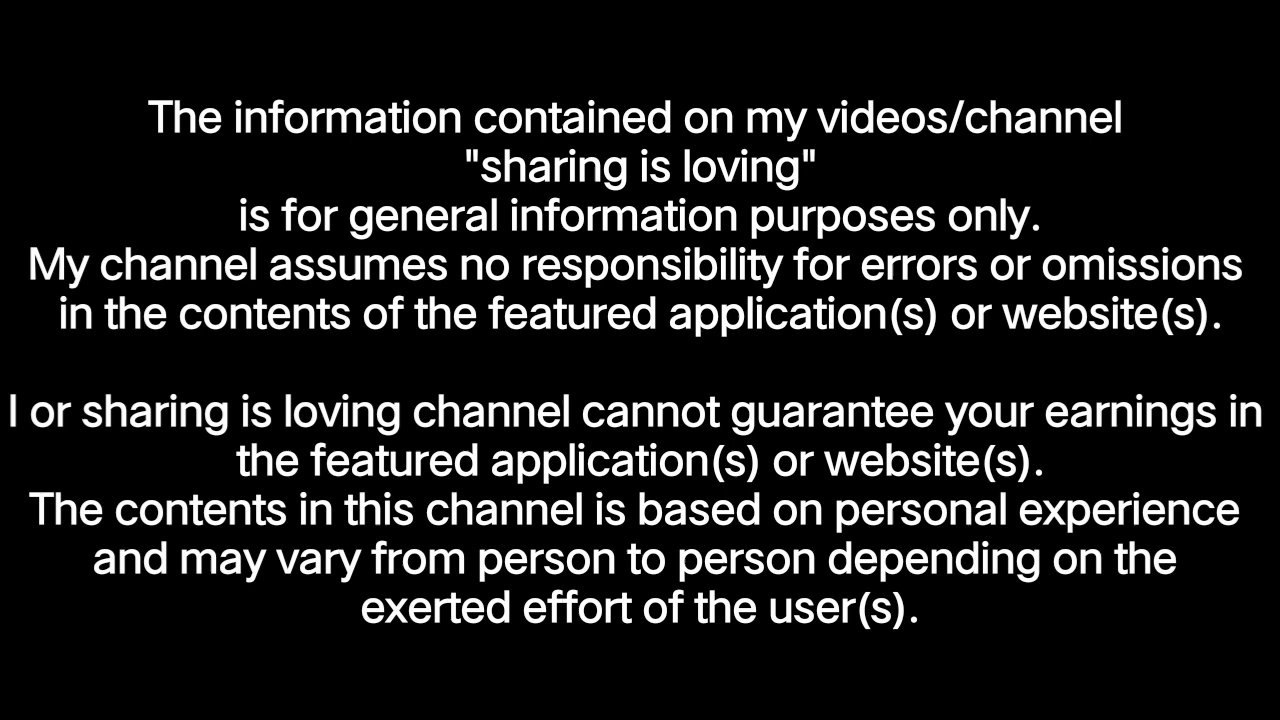 The information contained on my videos/channel
"sharing is loving"
is for general information purposes only.
My channel assumes no responsibility for errors or omissions
in the contents of the featured application(s) or website(s).
I or sharing is loving channel cannot guarantee your earnings in
the featured application(s) or website(s).
The contents in this channel is based on personal experience
and may vary from person to person depending on the
exerted effort of the user(s).